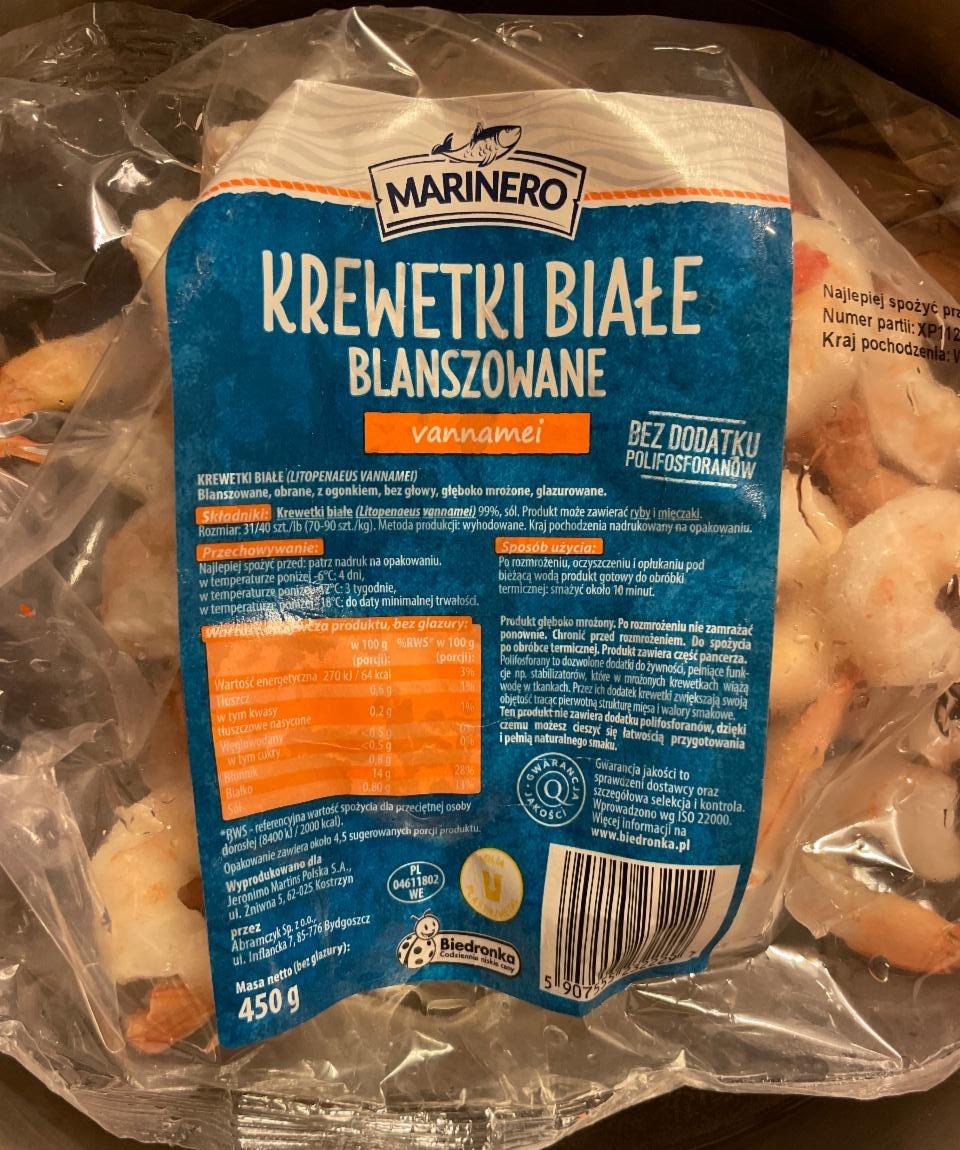 MARINERO
KREWETKI BIAŁE
BLANSZOWANE
vannamei
BEZ DODATKU
POLIFOSFORANÓW
Najlepiej spożyć prz
Numer partii: XP112
Kraj pochodzenia:
KREWETKI BIAŁE (LITOPENAEUS VANNAMEI)
Blanszowane, obrane, z ogonkiem, bez głowy, głęboko mrożone, glazurowane.
Składniki: Krewetki białe (Litopenaeus vannamei) 99%, sól. Produkt może zawierać ryby i mięczaki.
Rozmiar: 31/40 szt./lb (70-90 szt./kg). Metoda produkcji: wyhodowane. Kraj pochodzenia nadrukowany na opakowaniu.
Przechowywanie:
Najlepiej spożyć przed: patrz nadruk na opakowaniu.
w temperaturze poniżej -6°C: 4 dni,
w temperaturze poniżej -12°C: 3 tygodnie,
w temperaturze poniżej -18°C: do daty minimalnej trwałości.
Sposób użycia:
Po rozmrożeniu, oczyszczeniu i opłukaniu pod
bieżącą wodą produkt gotowy do obróbki
termicznej: smażyć około 10 minut.
produktu, bez glazury:
w 100 g %RWS* w 100 g
(porcji): (porcji):
Wartość energetyczna 270 kJ / 64 kcal 3%
Tłuszcz 0,6 g 1%
w tym kwasy
tłuszczowe nasycone 0,2 g 1%
Węglowodany <0,5 g
w tym cukry <0,5 g 0%
Błonnik 0,8 g
Białko 14 g 28%
Sól 0,80 g 13%
Produkt głęboko mrożony. Po rozmrożeniu nie zamrażać
ponownie. Chronić przed rozmrożeniem. Do spożycia
po obróbce termicznej. Produkt zawiera część pancerza.
Polifosforany to dozwolone dodatki do żywności, pełniące funk-
cje np. stabilizatorów, które w mrożonych krewetkach wiążą
wodę w tkankach. Przez ich dodatek krewetki zwiększają swoją
objętość tracąc pierwotną strukturę mięsa i walory smakowe.
Ten produkt nie zawiera dodatku polifosforanów, dzięki
czemu możesz cieszyć się łatwością przygotowania
i pełnią naturalnego smaku.
GWARANCJA
Q
JAKOŚCI
Gwarancja jakości to
sprawdzeni dostawcy oraz
szczegółowa selekcja i kontrola.
Wprowadzono wg ISO 22000.
Więcej informacji na
www.biedronka.pl
*RWS - referencyjna wartość spożycia dla przeciętnej osoby
dorosłej (8400 kJ / 2000 kcal).
Opakowanie zawiera około 4,5 sugerowanych porcji produktu.
Wyprodukowano dla
Jeronimo Martins Polska S.A.,
ul. Żniwna 5, 62-025 Kostrzyn
przez
Abramczyk Sp. z o.o.,
ul. Inflancka 7, 85-776 Bydgoszcz
Masa netto (bez glazury):
450 g
PL
04611802
WE
U
Biedronka
Codziennie niskie ceny
5 907